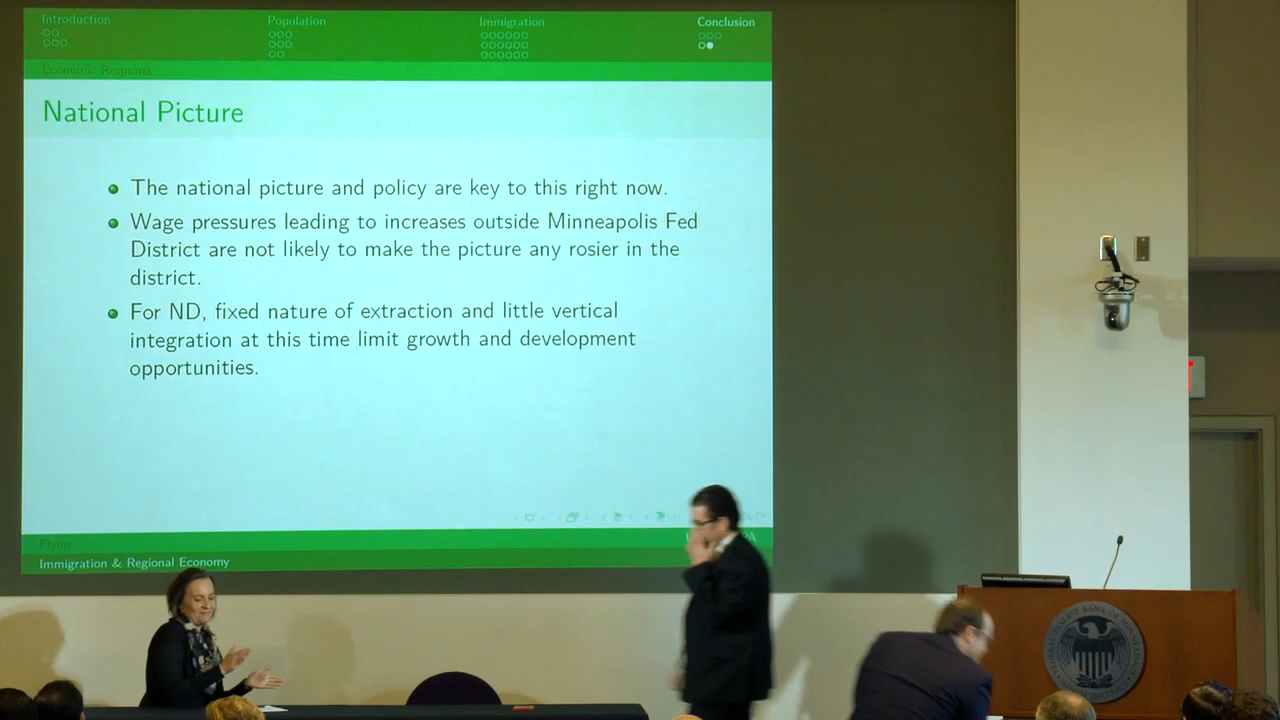 Introduction
Population
Immigration
Conclusion
Economic Response
National Picture
The national picture and policy are key to this right now.
Wage pressures leading to increases outside Minneapolis Fed
District are not likely to make the picture any rosier in the
district.
For ND, fixed nature of extraction and little vertical
integration at this time limit growth and development
opportunities.
Flynn
Immigration & Regional Economy